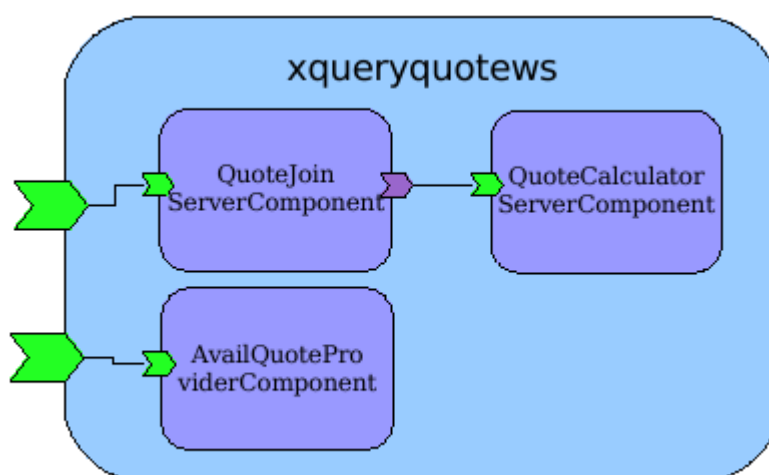 xqueryquotews
QuoteJoin
ServerComponent
QuoteCalculator
ServerComponent
AvailQuotePro
viderComponent